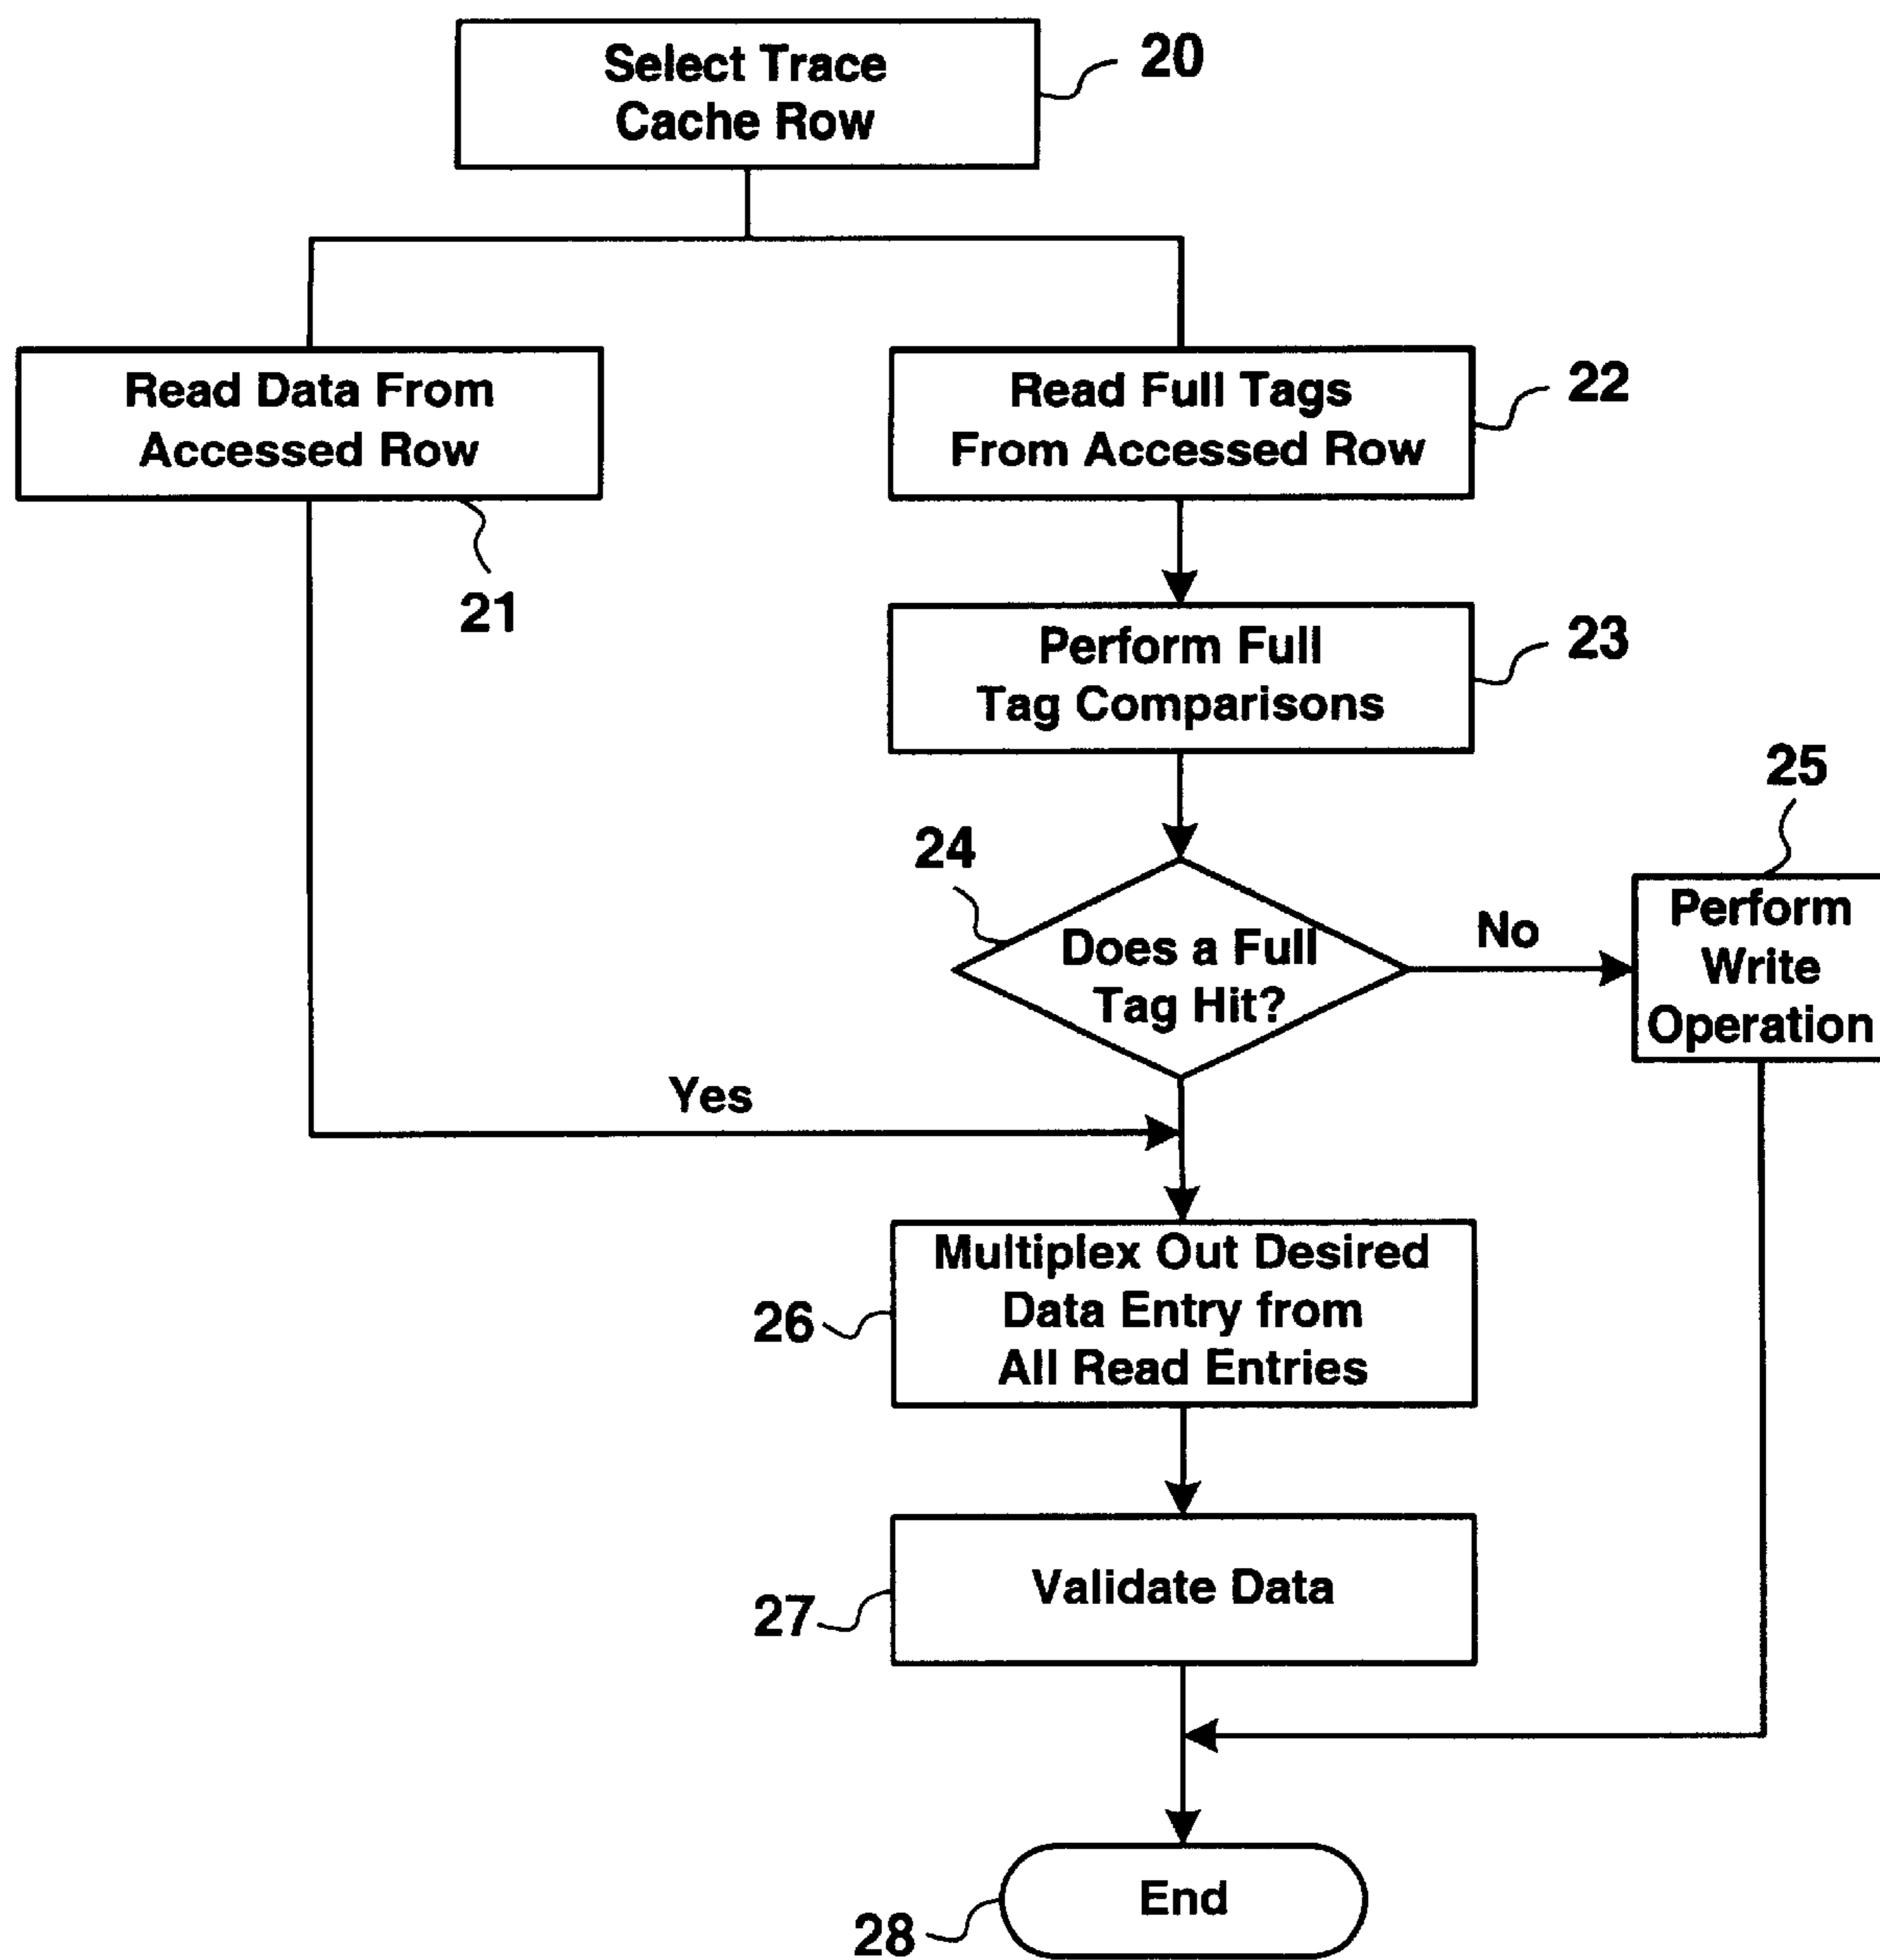 Select Trace
Cache Row
20
Read Data From
Accessed Row
21
Read Full Tags
From Accessed Row
22
Perform Full
Tag Comparisons
23
24
Does a Full
Tag Hit?
No
25
Perform
Write
Operation
Yes
26
Multiplex Out Desired
Data Entry from
All Read Entries
27
Validate Data
28
End